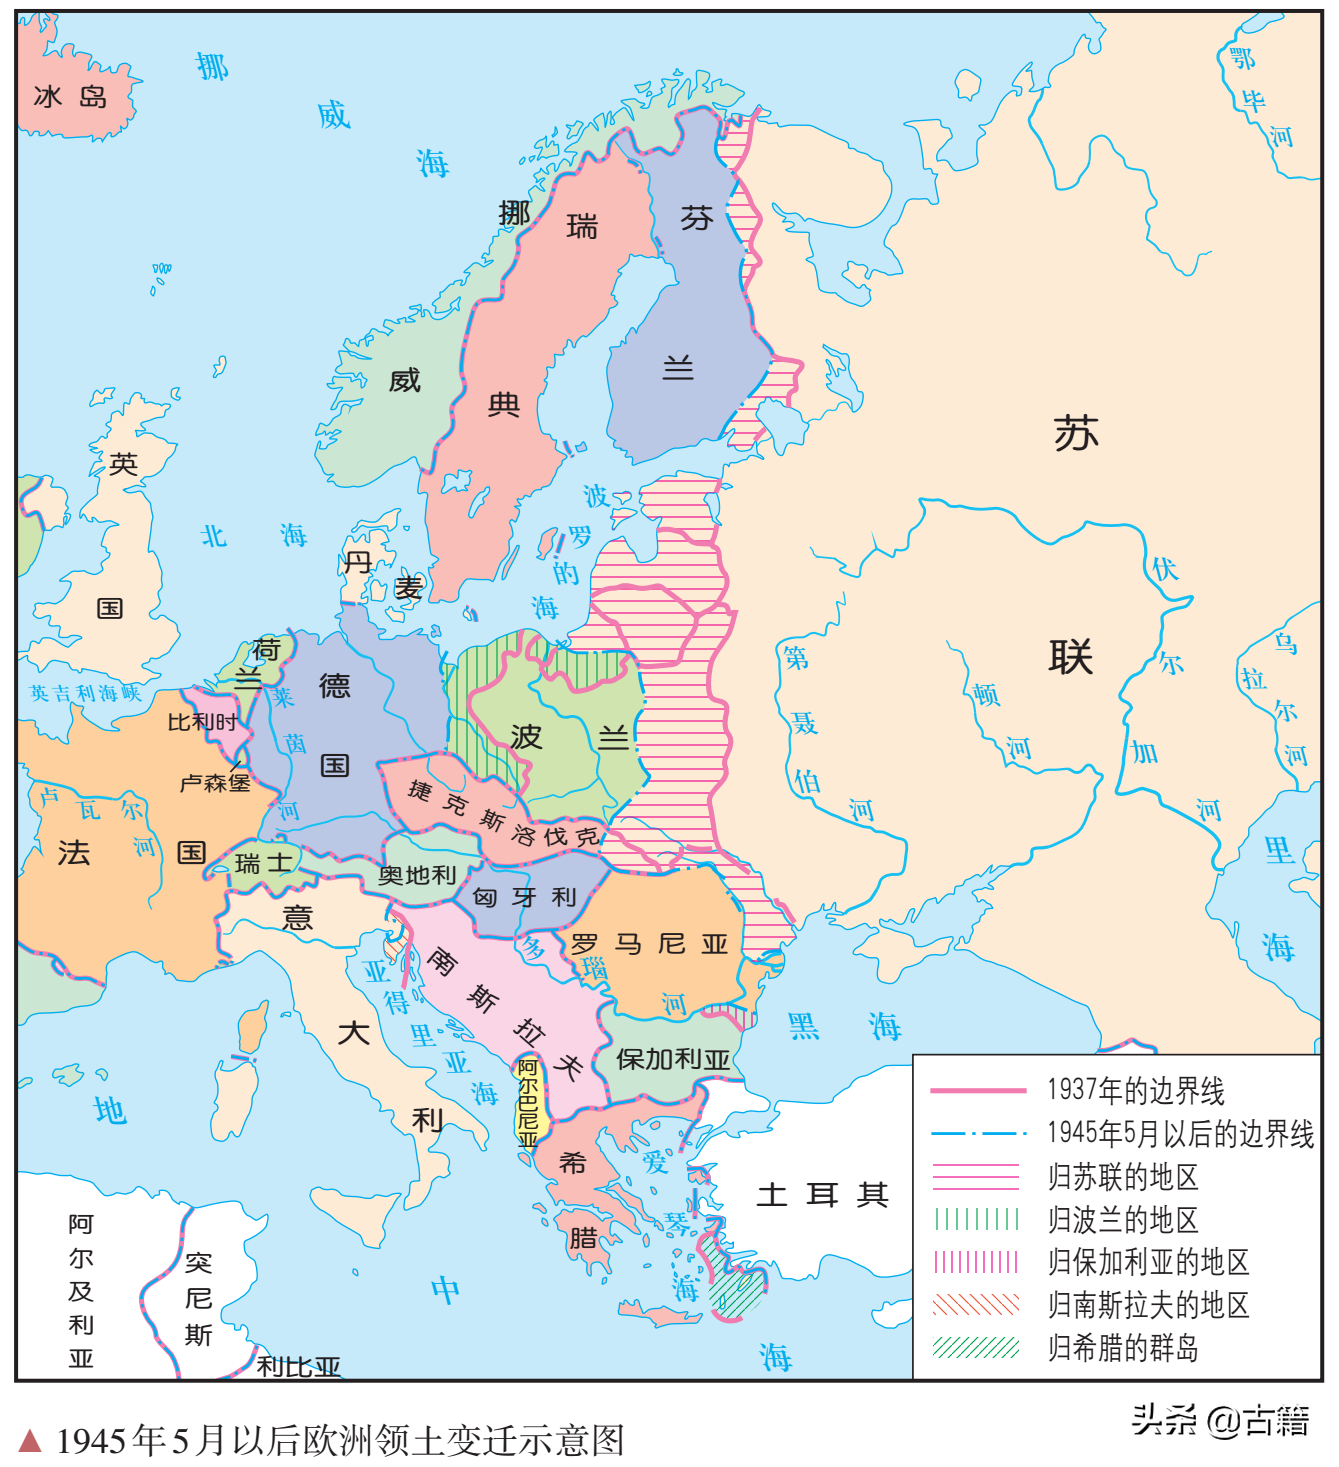 挪威海
冰岛
鄂毕河
挪威
瑞典
芬兰
苏联
英国
北海
丹麦
波罗的海
伏尔加河
乌拉尔河
荷兰
德国
第聂伯河
顿河
英吉利海峡
莱茵河
比利时
卢森堡
波兰
卢瓦尔河
捷克斯洛伐克
法国
瑞士
奥地利
匈牙利
里海
意大利
罗马尼亚
多瑙河
南斯拉夫
亚得里亚海
黑海
保加利亚
阿尔巴尼亚
地中海
希腊
爱琴海
土耳其
阿尔及利亚
突尼斯
利比亚
1937年的边界线
1945年5月以后的边界线
归苏联的地区
归波兰的地区
归保加利亚的地区
归南斯拉夫的地区
归希腊的群岛
▲ 1945年5月以后欧洲领土变迁示意图
头条 @古籍